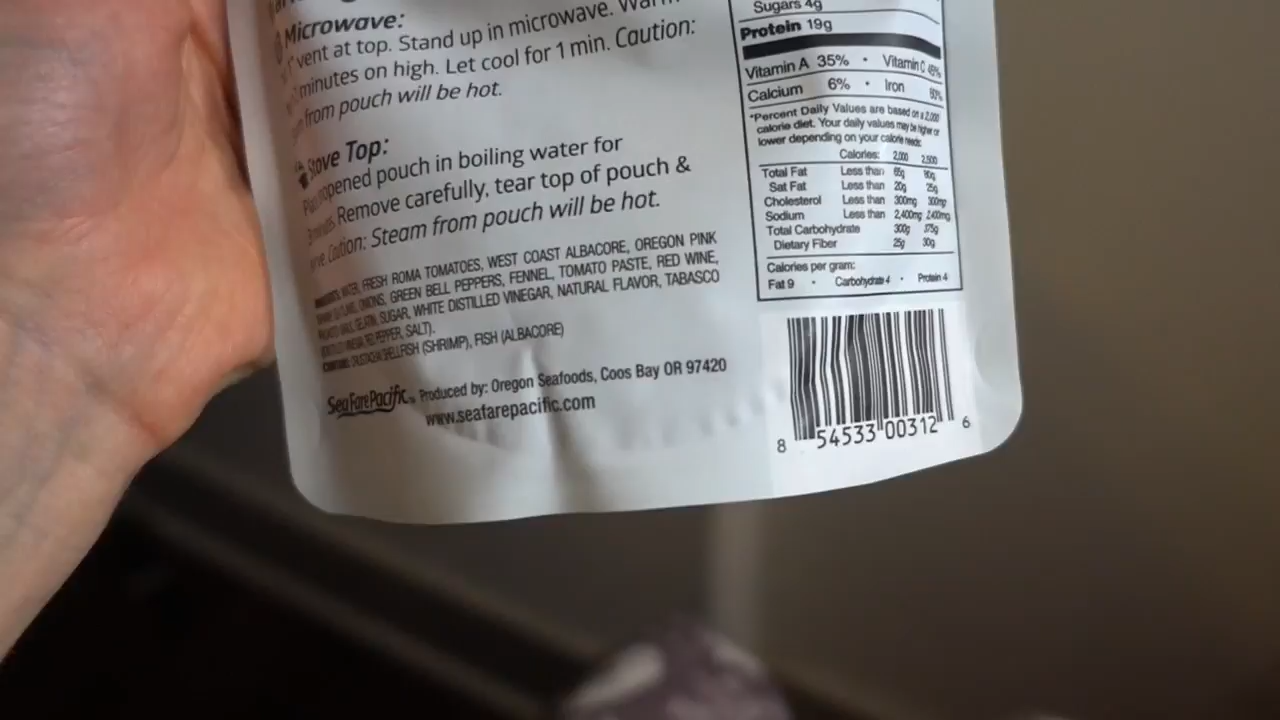 Microwave:
vent at top. Stand up in microwave.
minutes on high. Let cool for 1 min. Caution:
from pouch will be hot.
Stove Top:
opened pouch in boiling water for
Remove carefully, tear top of pouch &
Caution: Steam from pouch will be hot.
WATER, FRESH ROMA TOMATOES, WEST COAST ALBACORE, OREGON PINK
ONIONS, GREEN BELL PEPPERS, FENNEL, TOMATO PASTE, RED WINE,
GELATIN, SUGAR, WHITE DISTILLED VINEGAR, NATURAL FLAVOR, TABASCO
PEPPER, SALT).
SHELLFISH (SHRIMP), FISH (ALBACORE)
Sea Fare Pacific™ Produced by: Oregon Seafoods, Coos Bay OR 97420
www.seafarepacific.com
Sugars 4g
Protein 19g
Vitamin A 35% • Vitamin C 45%
Calcium 6% • Iron
*Percent Daily Values are based on a 2,000
calorie diet. Your daily values may be higher or
lower depending on your calorie needs:
Calories: 2,000 2,500
Total Fat Less than 65g 80g
Sat Fat Less than 20g 25g
Cholesterol Less than 300mg 300mg
Sodium Less than 2,400mg 2,400mg
Total Carbohydrate 300g 375g
Dietary Fiber 25g 30g
Calories per gram:
Fat 9 • Carbohydrate 4 • Protein 4
8 54533 00312 6